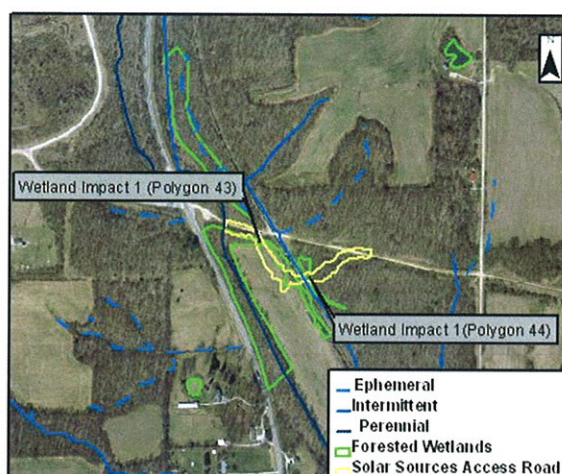 N
Wetland Impact 1 (Polygon 43)
Wetland Impact 1(Polygon 44)
Ephemeral
Intermittent
Perennial
Forested Wetlands
Solar Sources Access Road